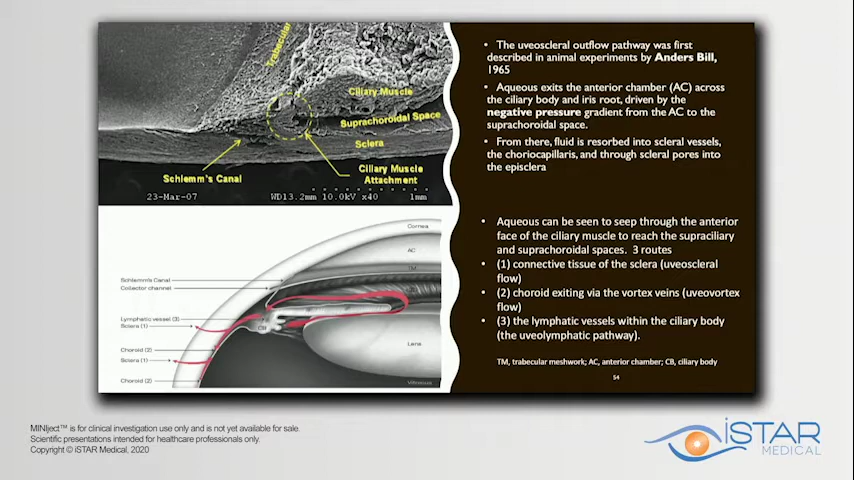 Trabecular
Ciliary Muscle
Suprachoroidal Space
Sclera
Schlemm's Canal
Ciliary Muscle
Attachment
23-Mar-07
WD13.2mm 10.0kV x40
1mm
• The uveoscleral outflow pathway was first
described in animal experiments by Anders Bill,
1965
• Aqueous exits the anterior chamber (AC) across
the ciliary body and iris root, driven by the
negative pressure gradient from the AC to the
suprachoroidal space.
• From there, fluid is resorbed into scleral vessels,
the choriocapillaris, and through scleral pores into
the episclera
Cornea
AC
TM
Schlemm's Canal
Collector channel
Lymphatic vessel (3)
Sclera (1)
CB
Choroid (2)
Lens
Sclera (1)
Choroid (2)
Vitreous
• Aqueous can be seen to seep through the anterior
face of the ciliary muscle to reach the supraciliary
and suprachoroidal spaces. 3 routes
• (1) connective tissue of the sclera (uveoscleral
flow)
• (2) choroid exiting via the vortex veins (uveovortex
flow)
• (3) the lymphatic vessels within the ciliary body
(the uveolymphatic pathway).
TM, trabecular meshwork; AC, anterior chamber; CB, ciliary body
54
MINIject™ is for clinical investigation use only and is not yet available for sale.
Scientific presentations intended for healthcare professionals only.
Copyright © iSTAR Medical, 2020
iSTAR
MEDICAL